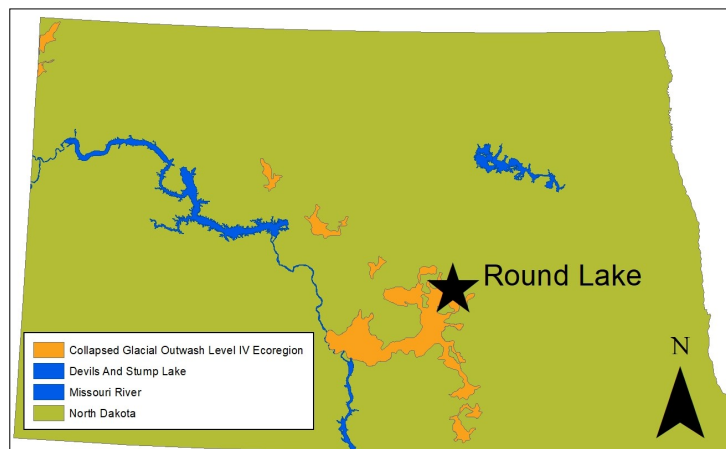 Round Lake
N
Collapsed Glacial Outwash Level IV Ecoregion
Devils And Stump Lake
Missouri River
North Dakota